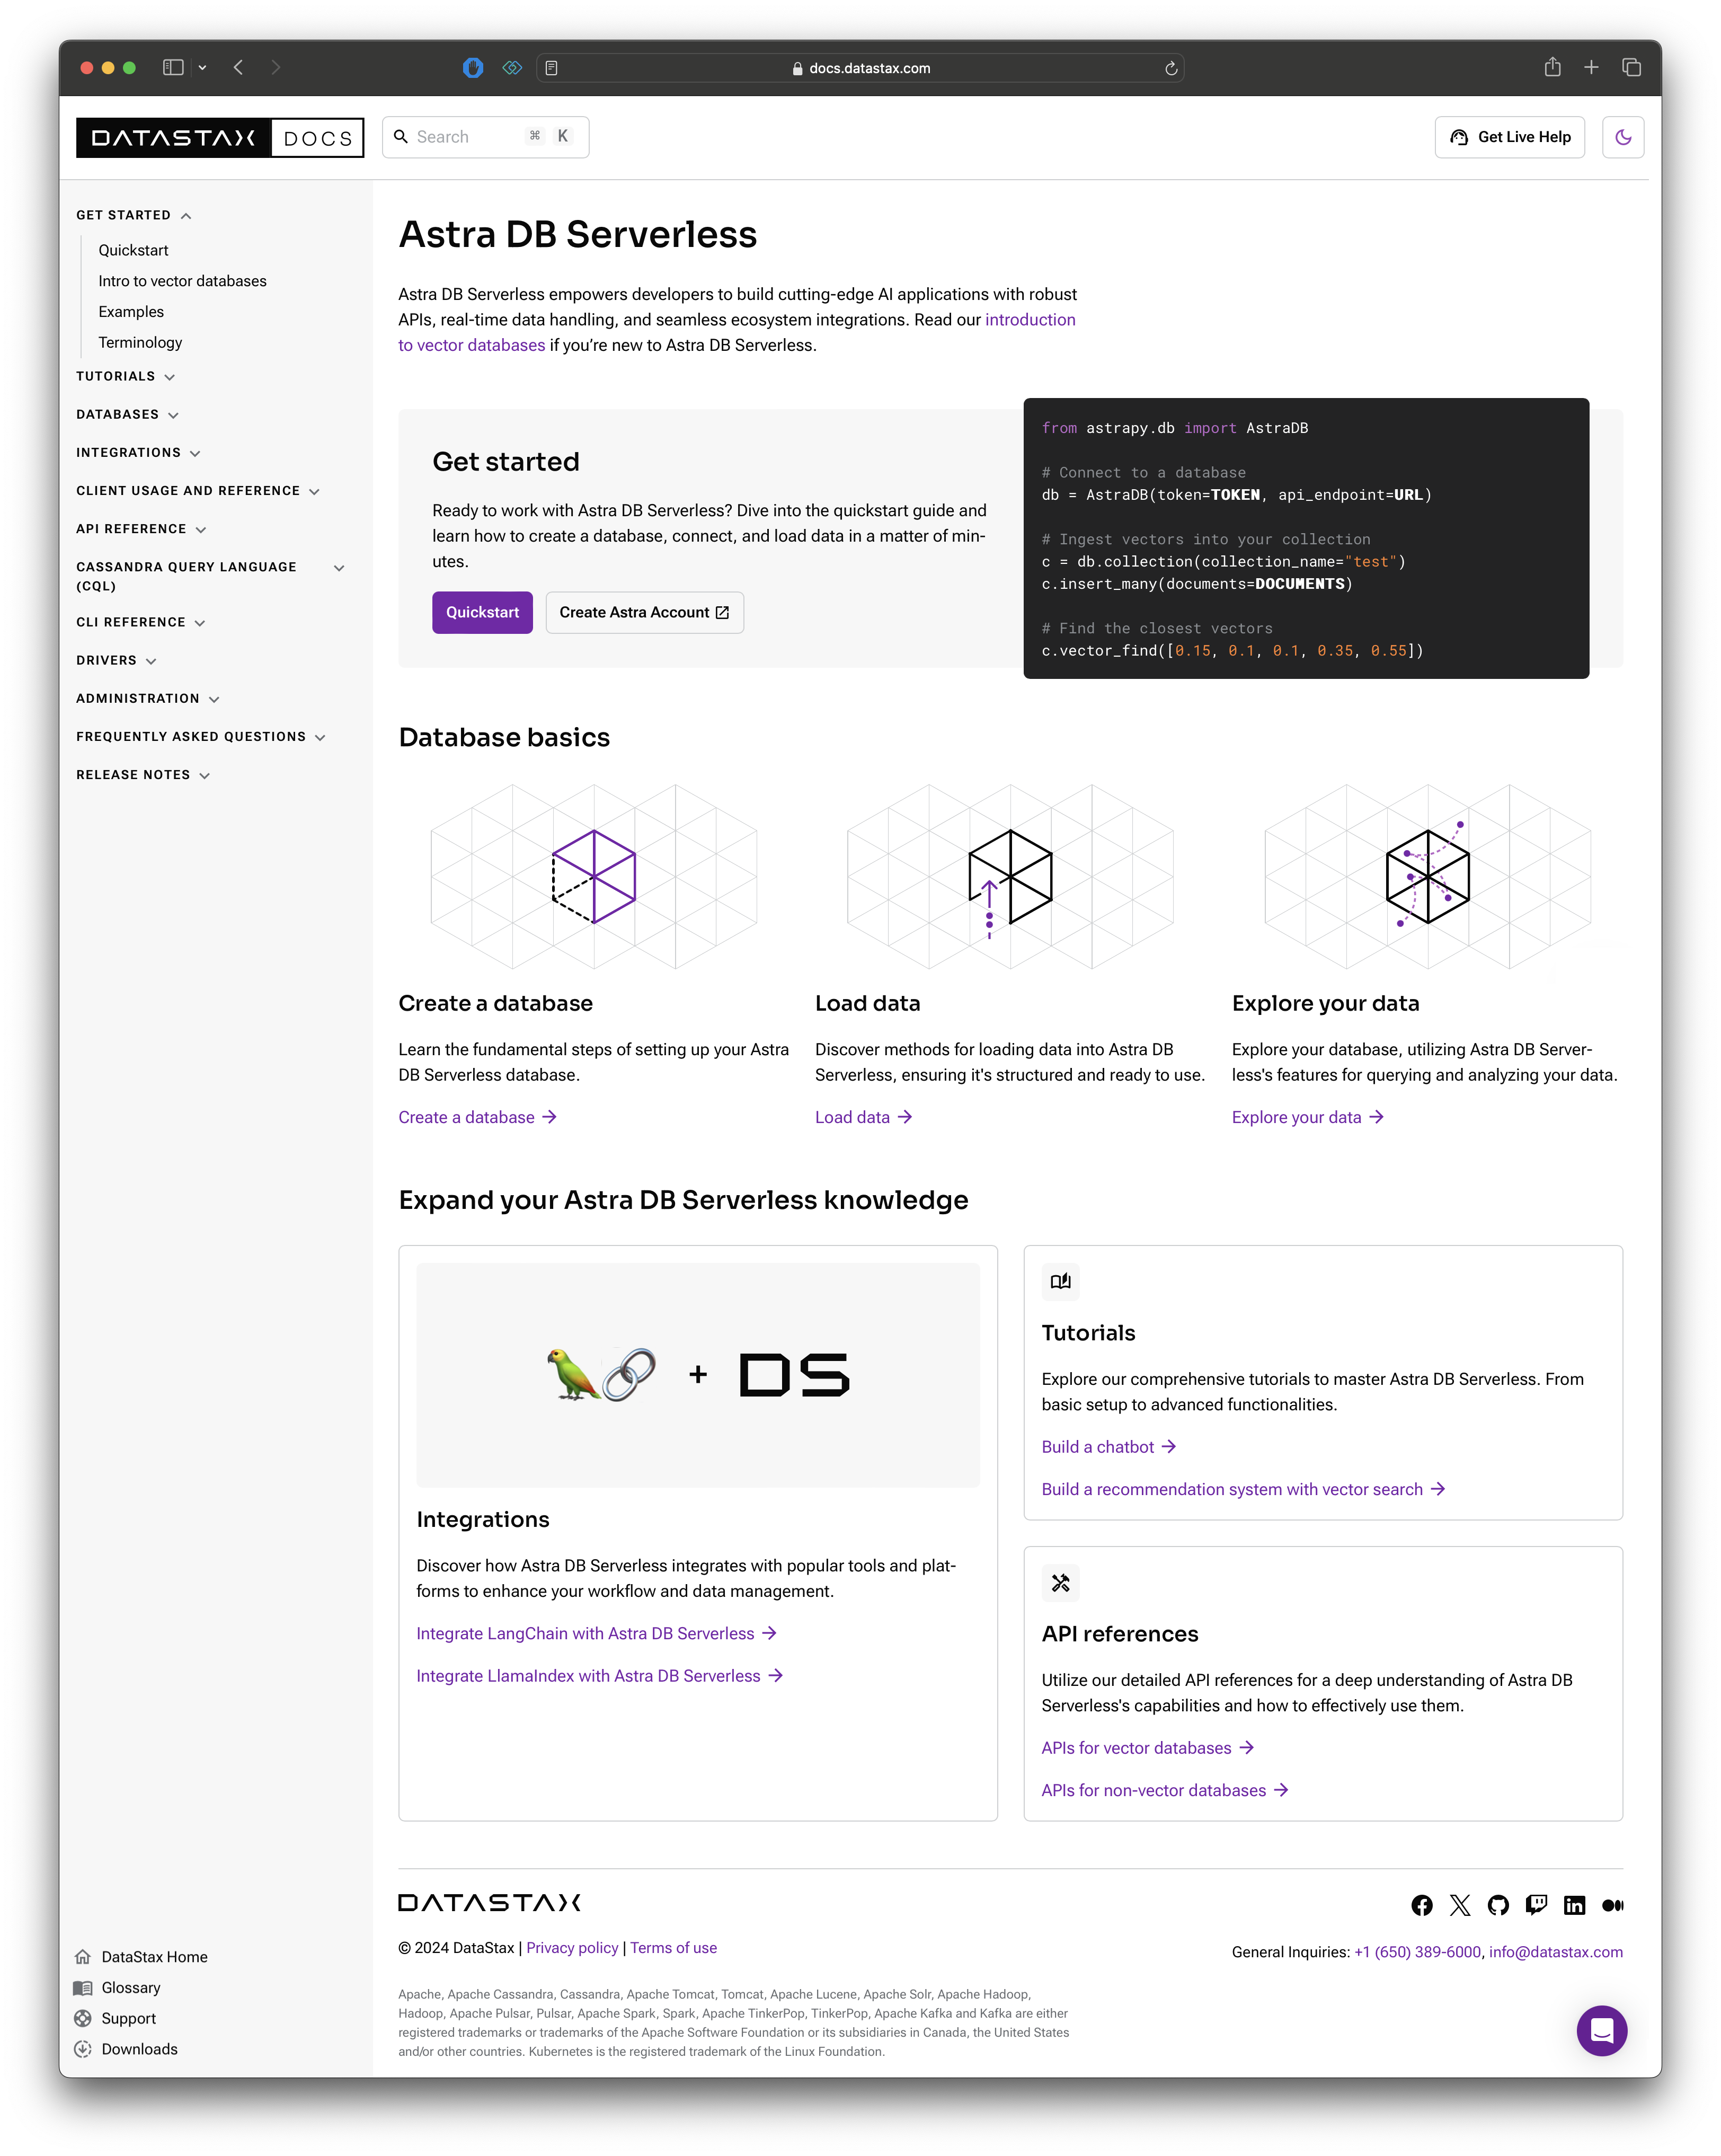 docs.datastax.com
DATASTAX DOCS
Search ⌘ K
Get Live Help
GET STARTED
Quickstart
Intro to vector databases
Examples
Terminology
TUTORIALS
DATABASES
INTEGRATIONS
CLIENT USAGE AND REFERENCE
API REFERENCE
CASSANDRA QUERY LANGUAGE
(CQL)
CLI REFERENCE
DRIVERS
ADMINISTRATION
FREQUENTLY ASKED QUESTIONS
RELEASE NOTES
DataStax Home
Glossary
Support
Downloads
Astra DB Serverless
Astra DB Serverless empowers developers to build cutting-edge AI applications with robust
APIs, real-time data handling, and seamless ecosystem integrations. Read our introduction
to vector databases if you’re new to Astra DB Serverless.
Get started
Ready to work with Astra DB Serverless? Dive into the quickstart guide and
learn how to create a database, connect, and load data in a matter of min-
utes.
Quickstart
Create Astra Account
from astrapy.db import AstraDB
# Connect to a database
db = AstraDB(token=TOKEN, api_endpoint=URL)
# Ingest vectors into your collection
c = db.collection(collection_name="test")
c.insert_many(documents=DOCUMENTS)
# Find the closest vectors
c.vector_find([0.15, 0.1, 0.1, 0.35, 0.55])
Database basics
Create a database
Learn the fundamental steps of setting up your Astra
DB Serverless database.
Create a database →
Load data
Discover methods for loading data into Astra DB
Serverless, ensuring it's structured and ready to use.
Load data →
Explore your data
Explore your database, utilizing Astra DB Server-
less's features for querying and analyzing your data.
Explore your data →
Expand your Astra DB Serverless knowledge
+ DS
Integrations
Discover how Astra DB Serverless integrates with popular tools and plat-
forms to enhance your workflow and data management.
Integrate LangChain with Astra DB Serverless →
Integrate LlamaIndex with Astra DB Serverless →
Tutorials
Explore our comprehensive tutorials to master Astra DB Serverless. From
basic setup to advanced functionalities.
Build a chatbot →
Build a recommendation system with vector search →
API references
Utilize our detailed API references for a deep understanding of Astra DB
Serverless's capabilities and how to effectively use them.
APIs for vector databases →
APIs for non-vector databases →
DATASTAX
© 2024 DataStax | Privacy policy | Terms of use
General Inquiries: +1 (650) 389-6000, info@datastax.com
Apache, Apache Cassandra, Cassandra, Apache Tomcat, Tomcat, Apache Lucene, Apache Solr, Apache Hadoop,
Hadoop, Apache Pulsar, Pulsar, Apache Spark, Spark, Apache TinkerPop, TinkerPop, Apache Kafka and Kafka are either
registered trademarks or trademarks of the Apache Software Foundation or its subsidiaries in Canada, the United States
and/or other countries. Kubernetes is the registered trademark of the Linux Foundation.